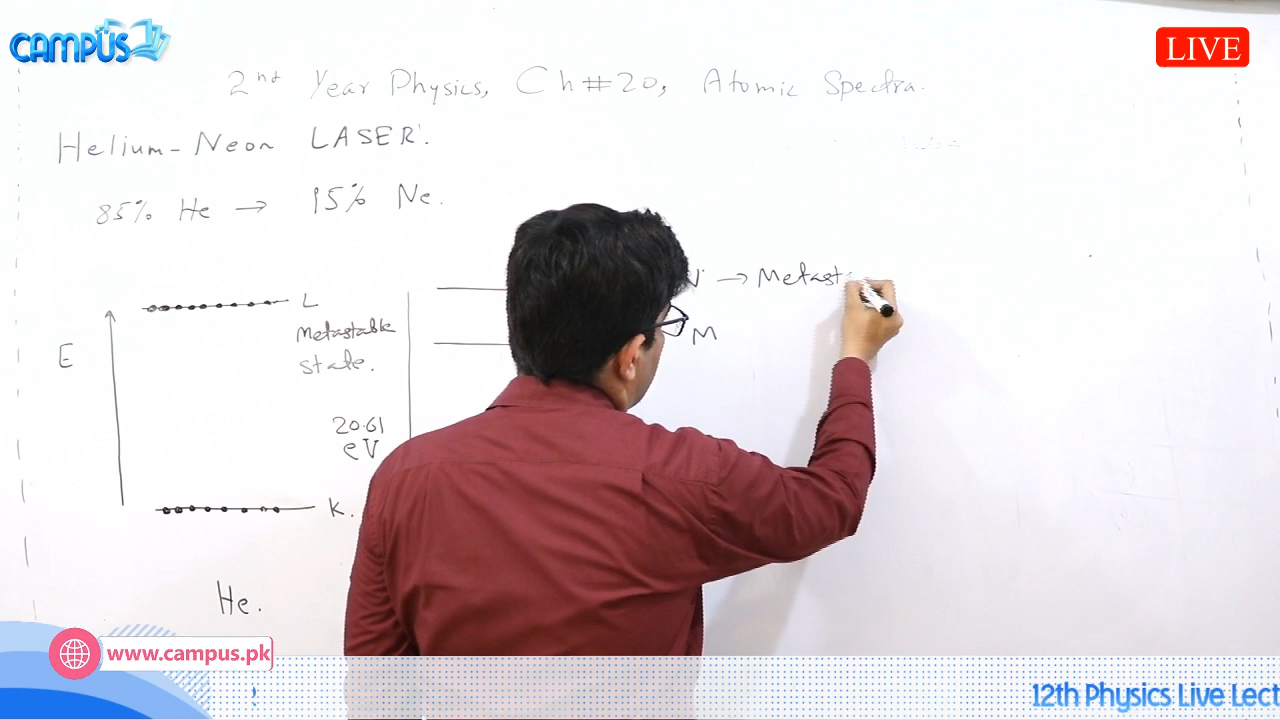 CAMPUS
LIVE
2nd Year Physics, Ch#20, Atomic Spectra.
Helium-Neon LASER.
85% He → 15% Ne.
L
Metastable
state.
E
20.61
eV
K.
He.
N → Metast
M
www.campus.pk
12th Physics Live Lect